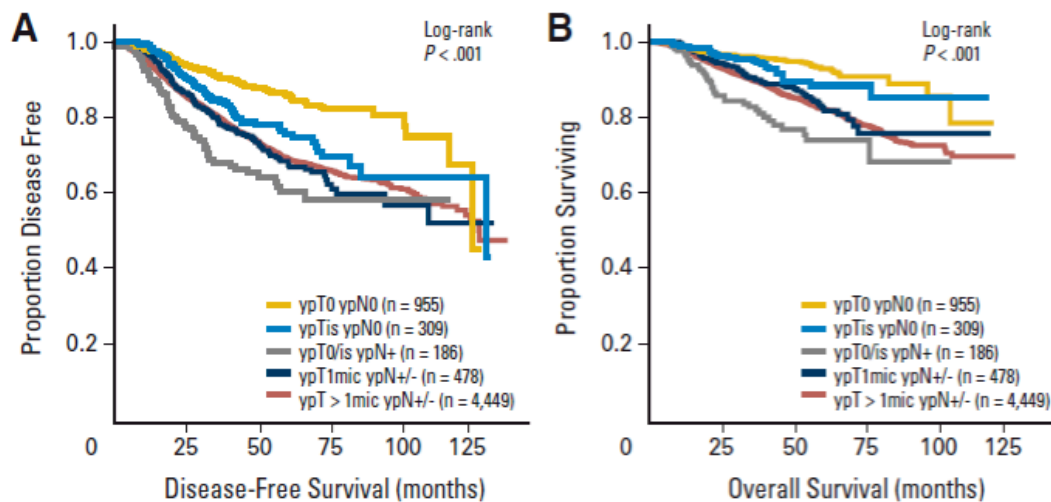 A
Log-rank
P < .001
Proportion Disease Free
1.0
0.8
0.6
0.4
0.2
0
25
50
75
100
125
ypT0 ypN0 (n = 955)
ypTis ypN0 (n = 309)
ypT0/is ypN+ (n = 186)
ypT1mic ypN+/- (n = 478)
ypT > 1mic ypN+/- (n = 4,449)
Disease-Free Survival (months)
B
Log-rank
P < .001
Proportion Surviving
1.0
0.8
0.6
0.4
0.2
0
25
50
75
100
125
ypT0 ypN0 (n = 955)
ypTis ypN0 (n = 309)
ypT0/is ypN+ (n = 186)
ypT1mic ypN+/- (n = 478)
ypT > 1mic ypN+/- (n = 4,449)
Overall Survival (months)